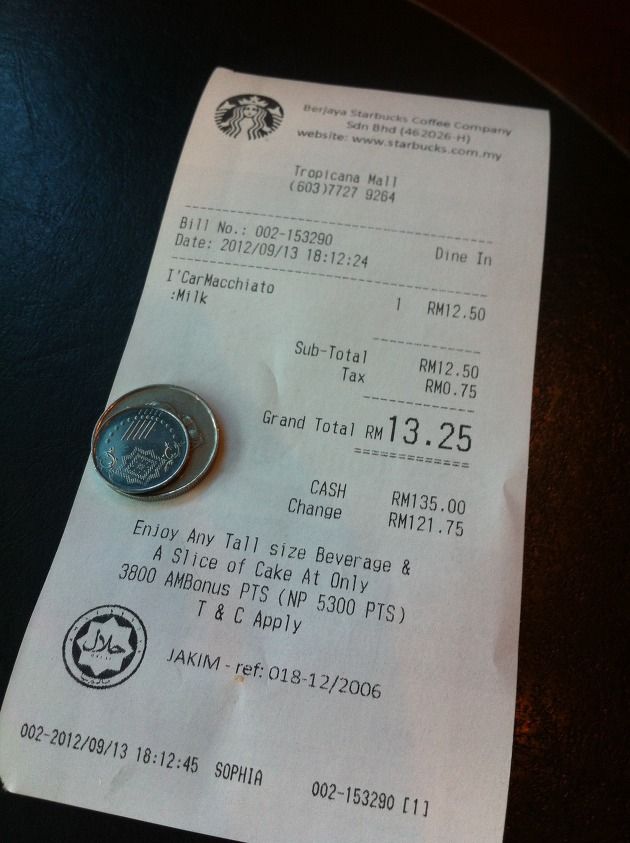 Berjaya Starbucks Coffee Company
Sdn Bhd (462026-H)
website: www.starbucks.com.my
Tropicana Mall
(603)7727 9264
Bill No.: 002-153290 Dine In
Date: 2012/09/13 18:12:24
I'CarMacchiato 1 RM12.50
:Milk
Sub-Total RM12.50
Tax RM0.75
Grand Total RM 13.25
CASH RM135.00
Change RM121.75
Enjoy Any Tall size Beverage &
A Slice of Cake At Only
3800 AMBonus PTS (NP 5300 PTS)
T & C Apply
حلال
JAKIM - ref: 018-12/2006
002-2012/09/13 18:12:45 SOPHIA 002-153290 [1]